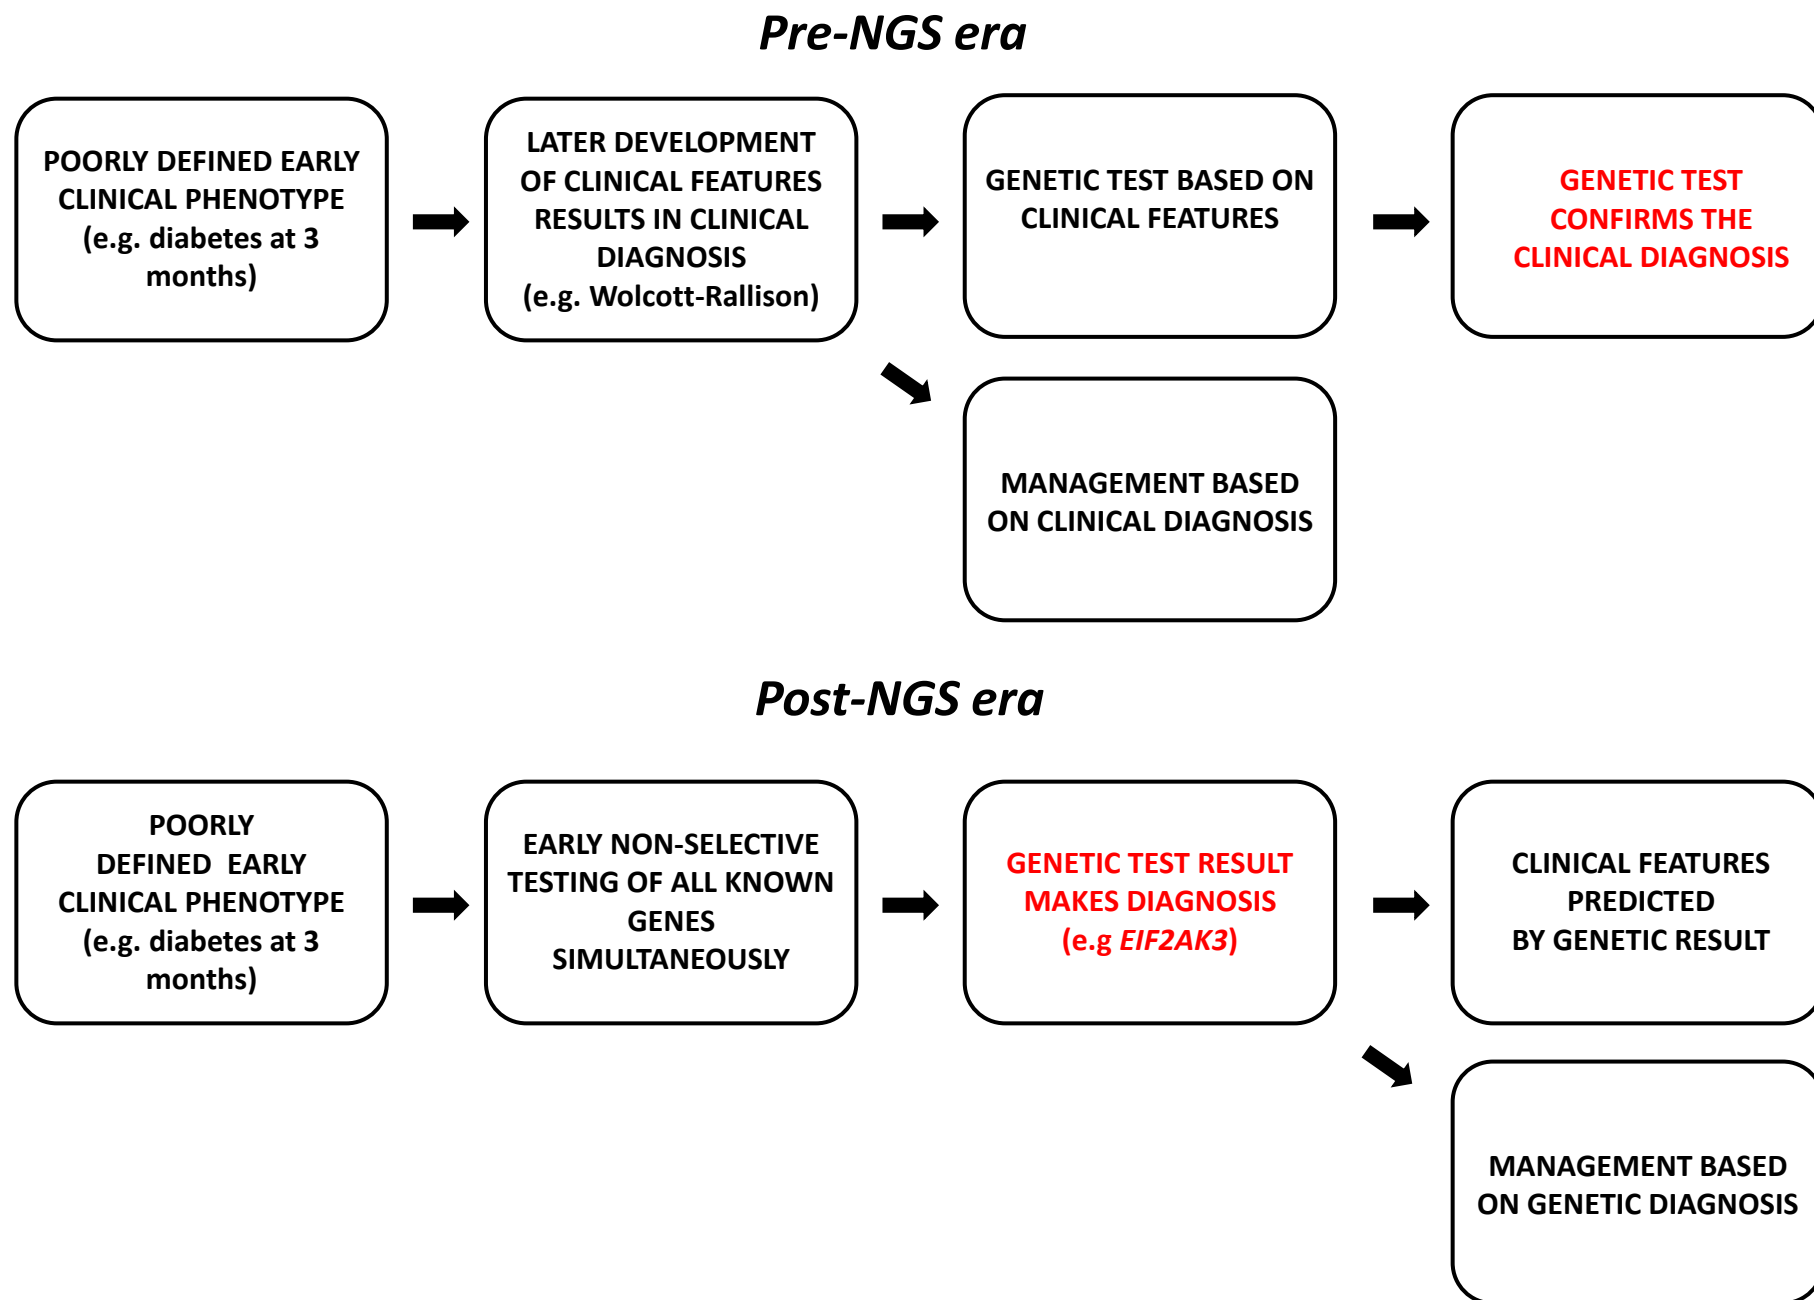 Pre-NGS era
POORLY DEFINED EARLY
CLINICAL PHENOTYPE
(e.g. diabetes at 3
months)
LATER DEVELOPMENT
OF CLINICAL FEATURES
RESULTS IN CLINICAL
DIAGNOSIS
(e.g. Wolcott-Rallison)
GENETIC TEST BASED ON
CLINICAL FEATURES
GENETIC TEST
CONFIRMS THE
CLINICAL DIAGNOSIS
MANAGEMENT BASED
ON CLINICAL DIAGNOSIS
Post-NGS era
POORLY
DEFINED  EARLY
CLINICAL PHENOTYPE
(e.g. diabetes at 3
months)
EARLY NON-SELECTIVE
TESTING OF ALL KNOWN
GENES
SIMULTANEOUSLY
GENETIC TEST RESULT
MAKES DIAGNOSIS
(e.g EIF2AK3)
CLINICAL FEATURES
PREDICTED
BY GENETIC RESULT
MANAGEMENT BASED
ON GENETIC DIAGNOSIS